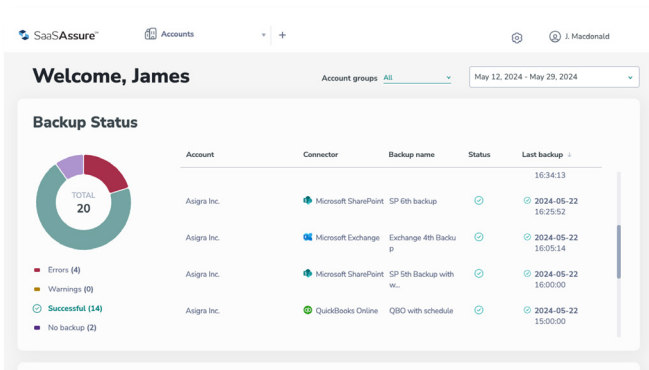 SaaSAssure™
Accounts
+
J. Macdonald
Welcome, James
Account groups All
May 12, 2024 - May 29, 2024
Backup Status
Account Connector Backup name Status Last backup ↓
16:34:13
Asigra Inc. Microsoft SharePoint SP 6th backup 2024-05-22
16:25:52
Asigra Inc. Microsoft Exchange Exchange 4th Backu 2024-05-22
p 16:05:14
Asigra Inc. Microsoft SharePoint SP 5th Backup with 2024-05-22
w... 16:00:00
Asigra Inc. QuickBooks Online QBO with schedule 2024-05-22
15:00:00
TOTAL
20
Errors (4)
Warnings (0)
Successful (14)
No backup (2)